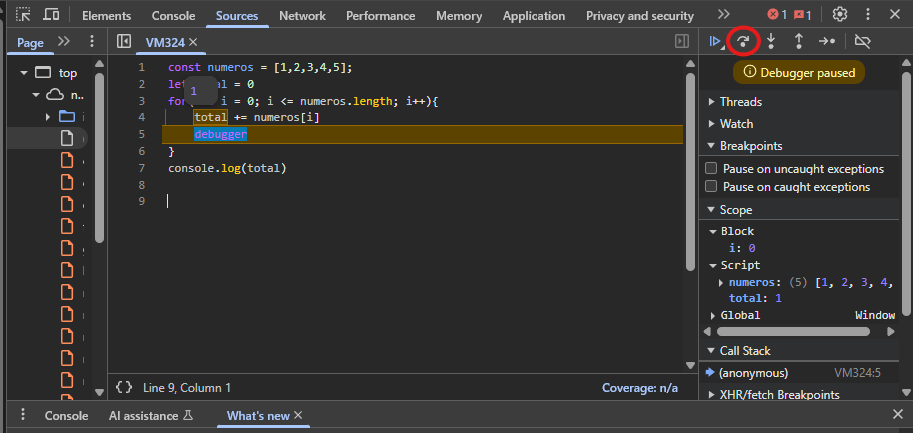 Elements Console Sources Network Performance Memory Application Privacy and security 1 1
Page VM324
top
n..
1 const numeros = [1,2,3,4,5];
2 let al = 0
1
3 for i = 0; i <= numeros.length; i++){
4 total += numeros[i]
5 debugger
6 }
7 console.log(total)
8
9
{} Line 9, Column 1 Coverage: n/a
Debugger paused
Threads
Watch
Breakpoints
Pause on uncaught exceptions
Pause on caught exceptions
Scope
Block
i: 0
Script
numeros: (5) [1, 2, 3, 4,
total: 1
Global Window
Call Stack
(anonymous) VM324:5
XHR/fetch Breakpoints
Console AI assistance What's new